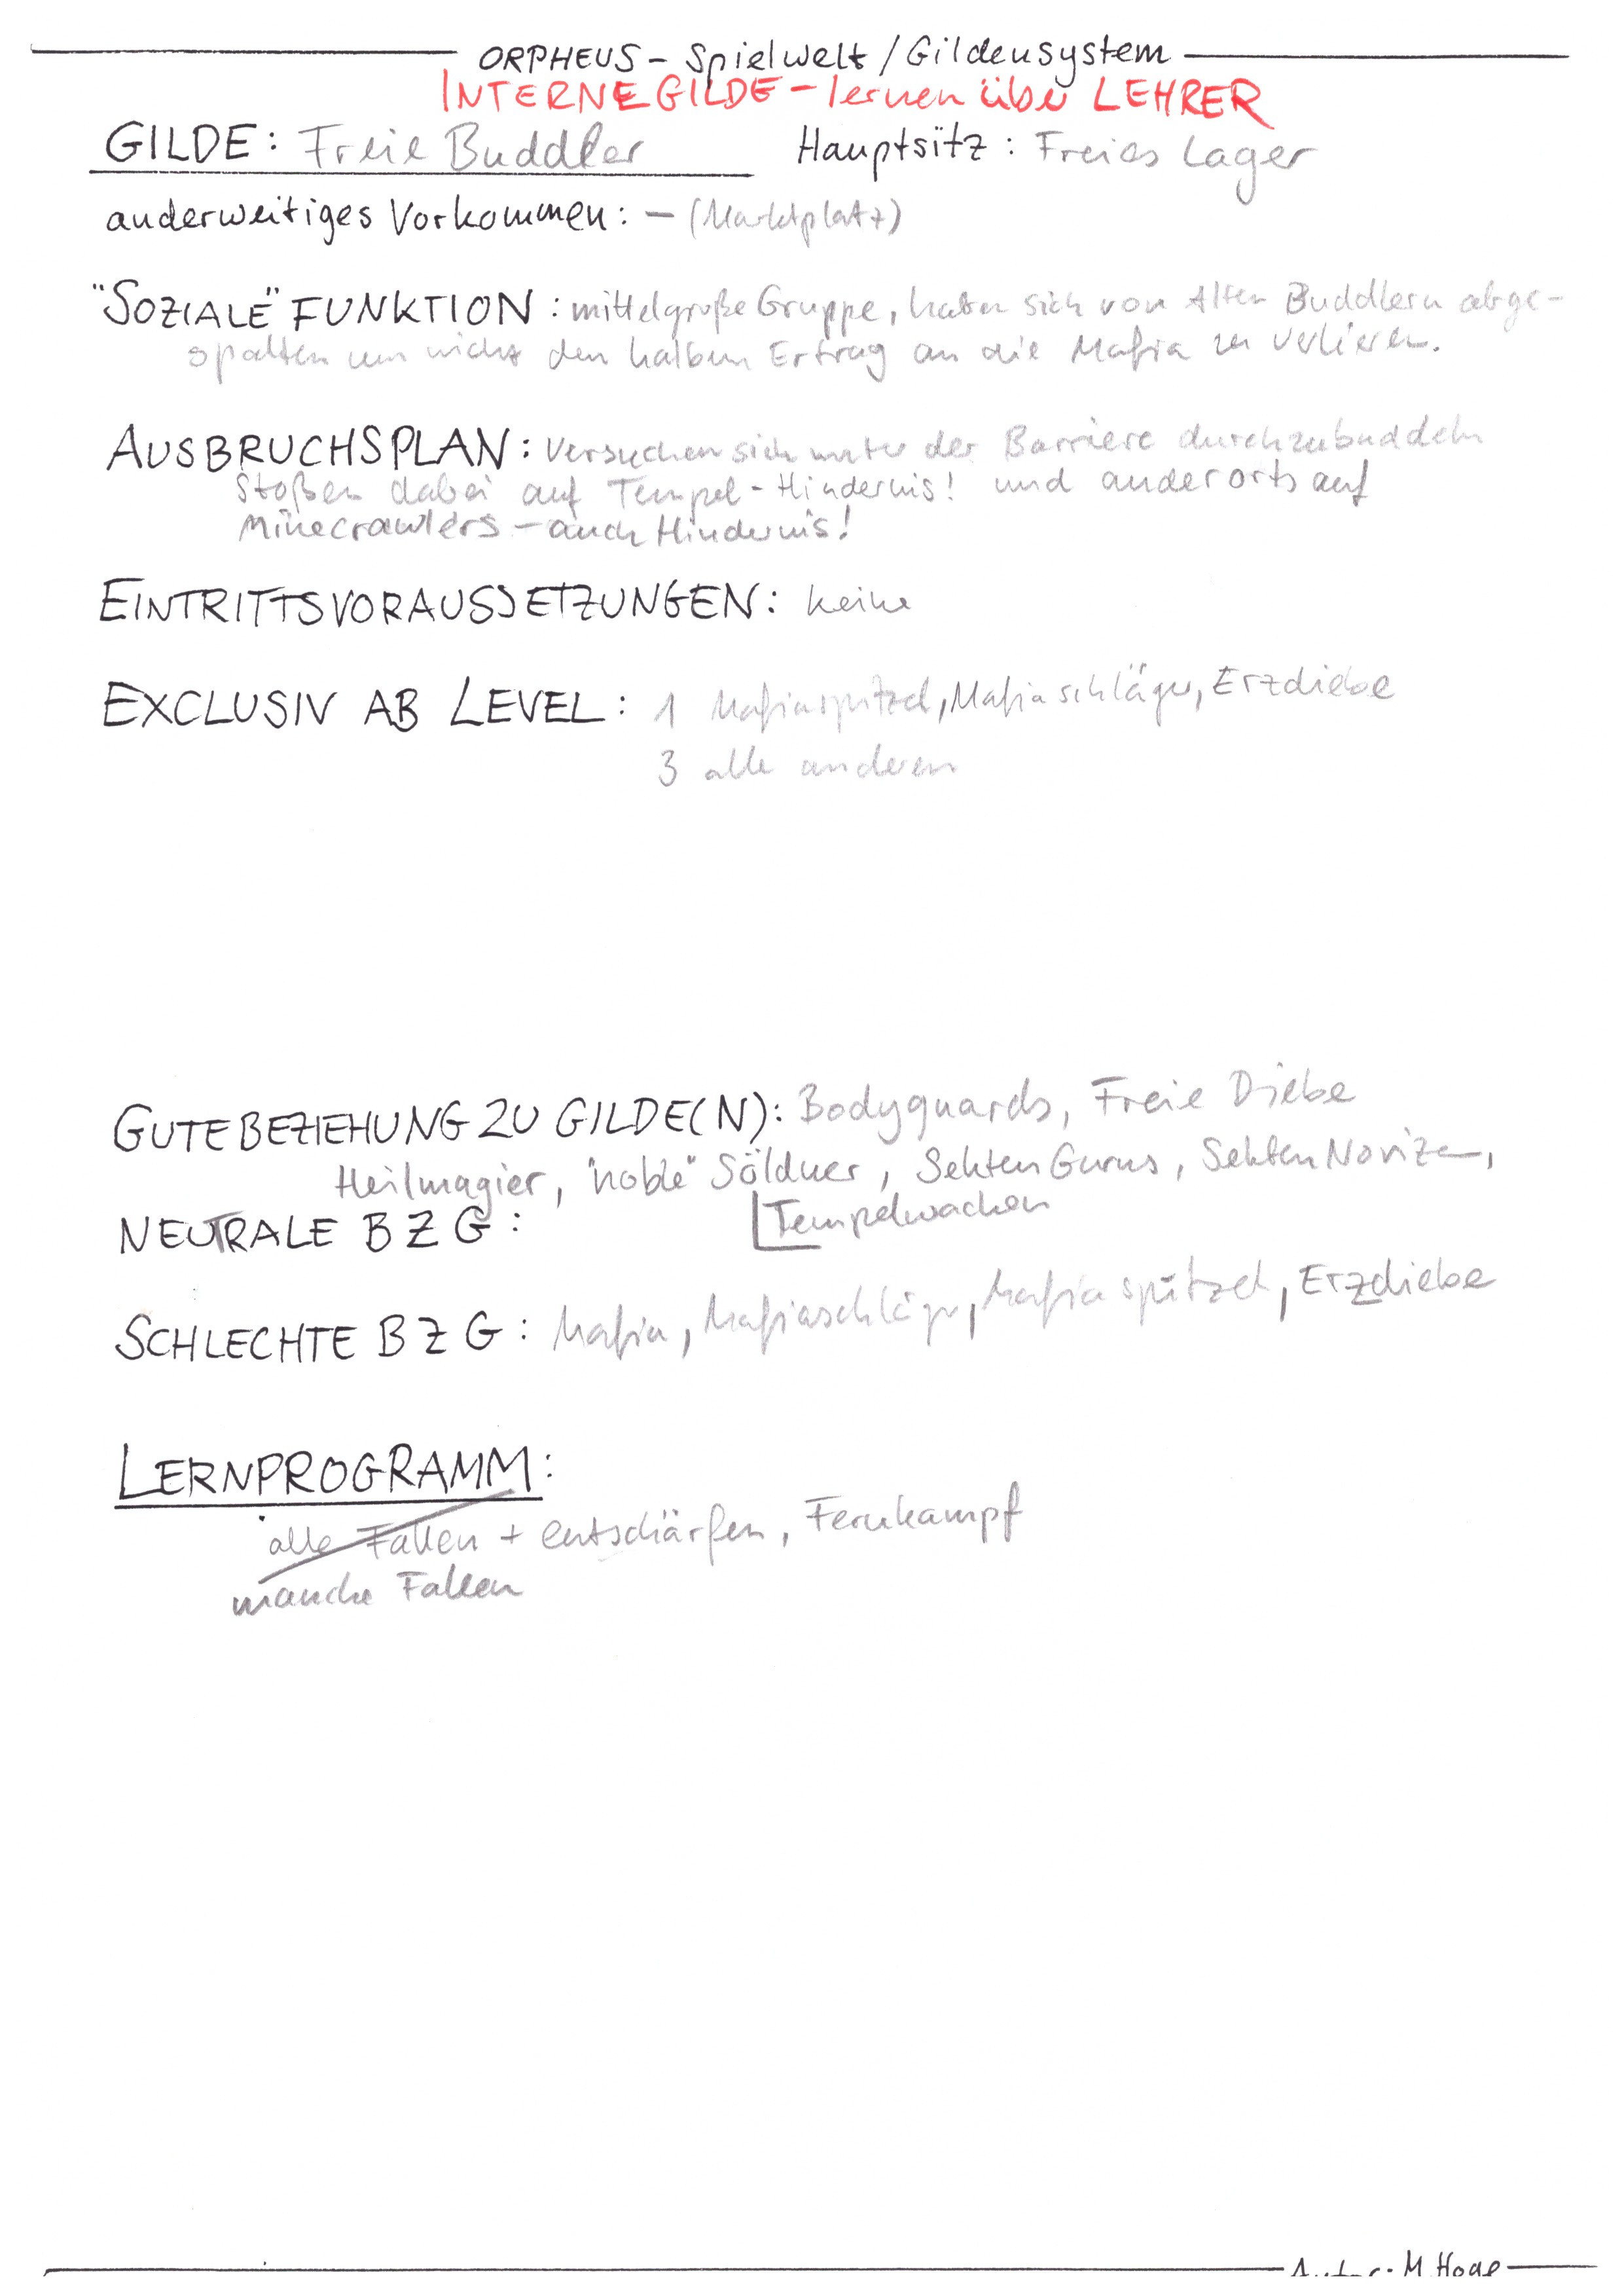 ORPHEUS - Spielwelt / Gildensystem
INTERNE GILDE - lernen über LEHRER
GILDE: Freie Buddler Hauptsitz: Freies Lager
anderweitiges Vorkommen: - (Marktplatz)
"SOZIALE" FUNKTION: mittelgroße Gruppe, haben sich von Alten Buddlern abge-
spalten um nicht den halben Ertrag an die Mafia zu verlieren.
AUSBRUCHSPLAN: Versuchen sich unter der Barriere durchzubuddeln
Stoßen dabei auf Tempel - Hindernis! und anderorts auf
Minecrawlers - auch Hindernis!
EINTRITTSVORAUSSETZUNGEN: keine
EXCLUSIV AB LEVEL: 1 Mafiaspitzel, Mafiaschläger, Erzdiebe
3 alle anderen
GUTE BEZIEHUNG ZU GILDE(N): Bodyguards, Freie Diebe
Heilmagier, "noble" Söldner, Sekten Gurus, Sekten Novizen,
Tempelwachen
NEUTRALE B Z G:
SCHLECHTE B Z G: Mafia, Mafiaschläger, Mafiaspitzel, Erzdiebe
LERNPROGRAMM:
alle Fallen + entschärfen, Fernkampf
manche Fallen
Autor: M. Hoge